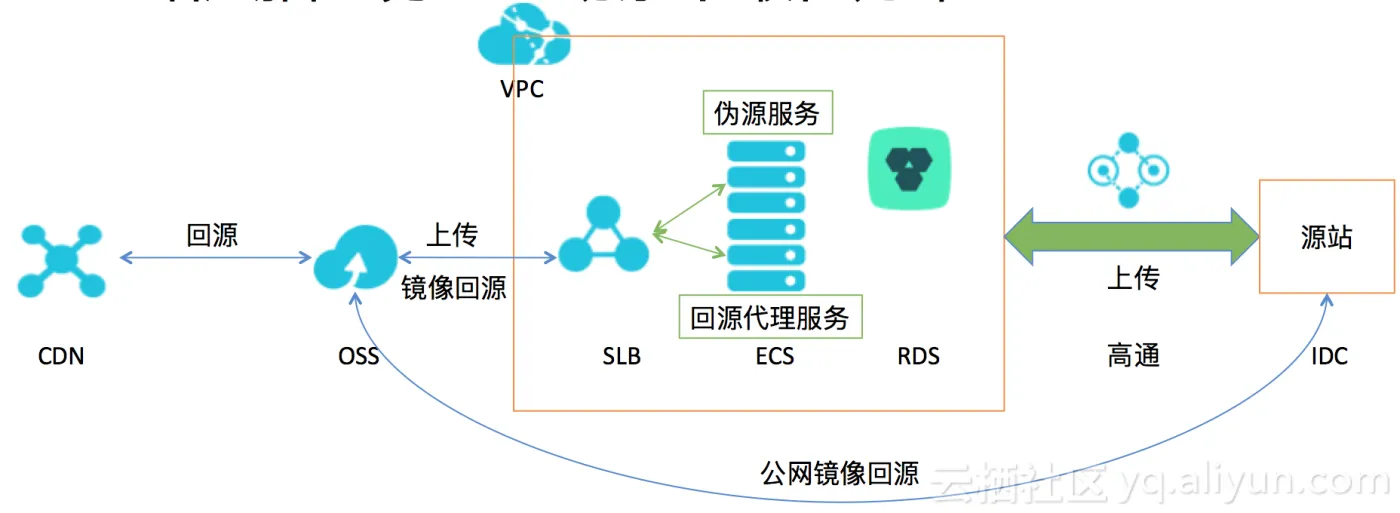 VPC
伪源服务
回源
上传
镜像回源
源站
上传
回源代理服务
CDN
OSS
SLB
ECS
RDS
高通
IDC
公网镜像回源
云栖社区 yq.aliyun.com